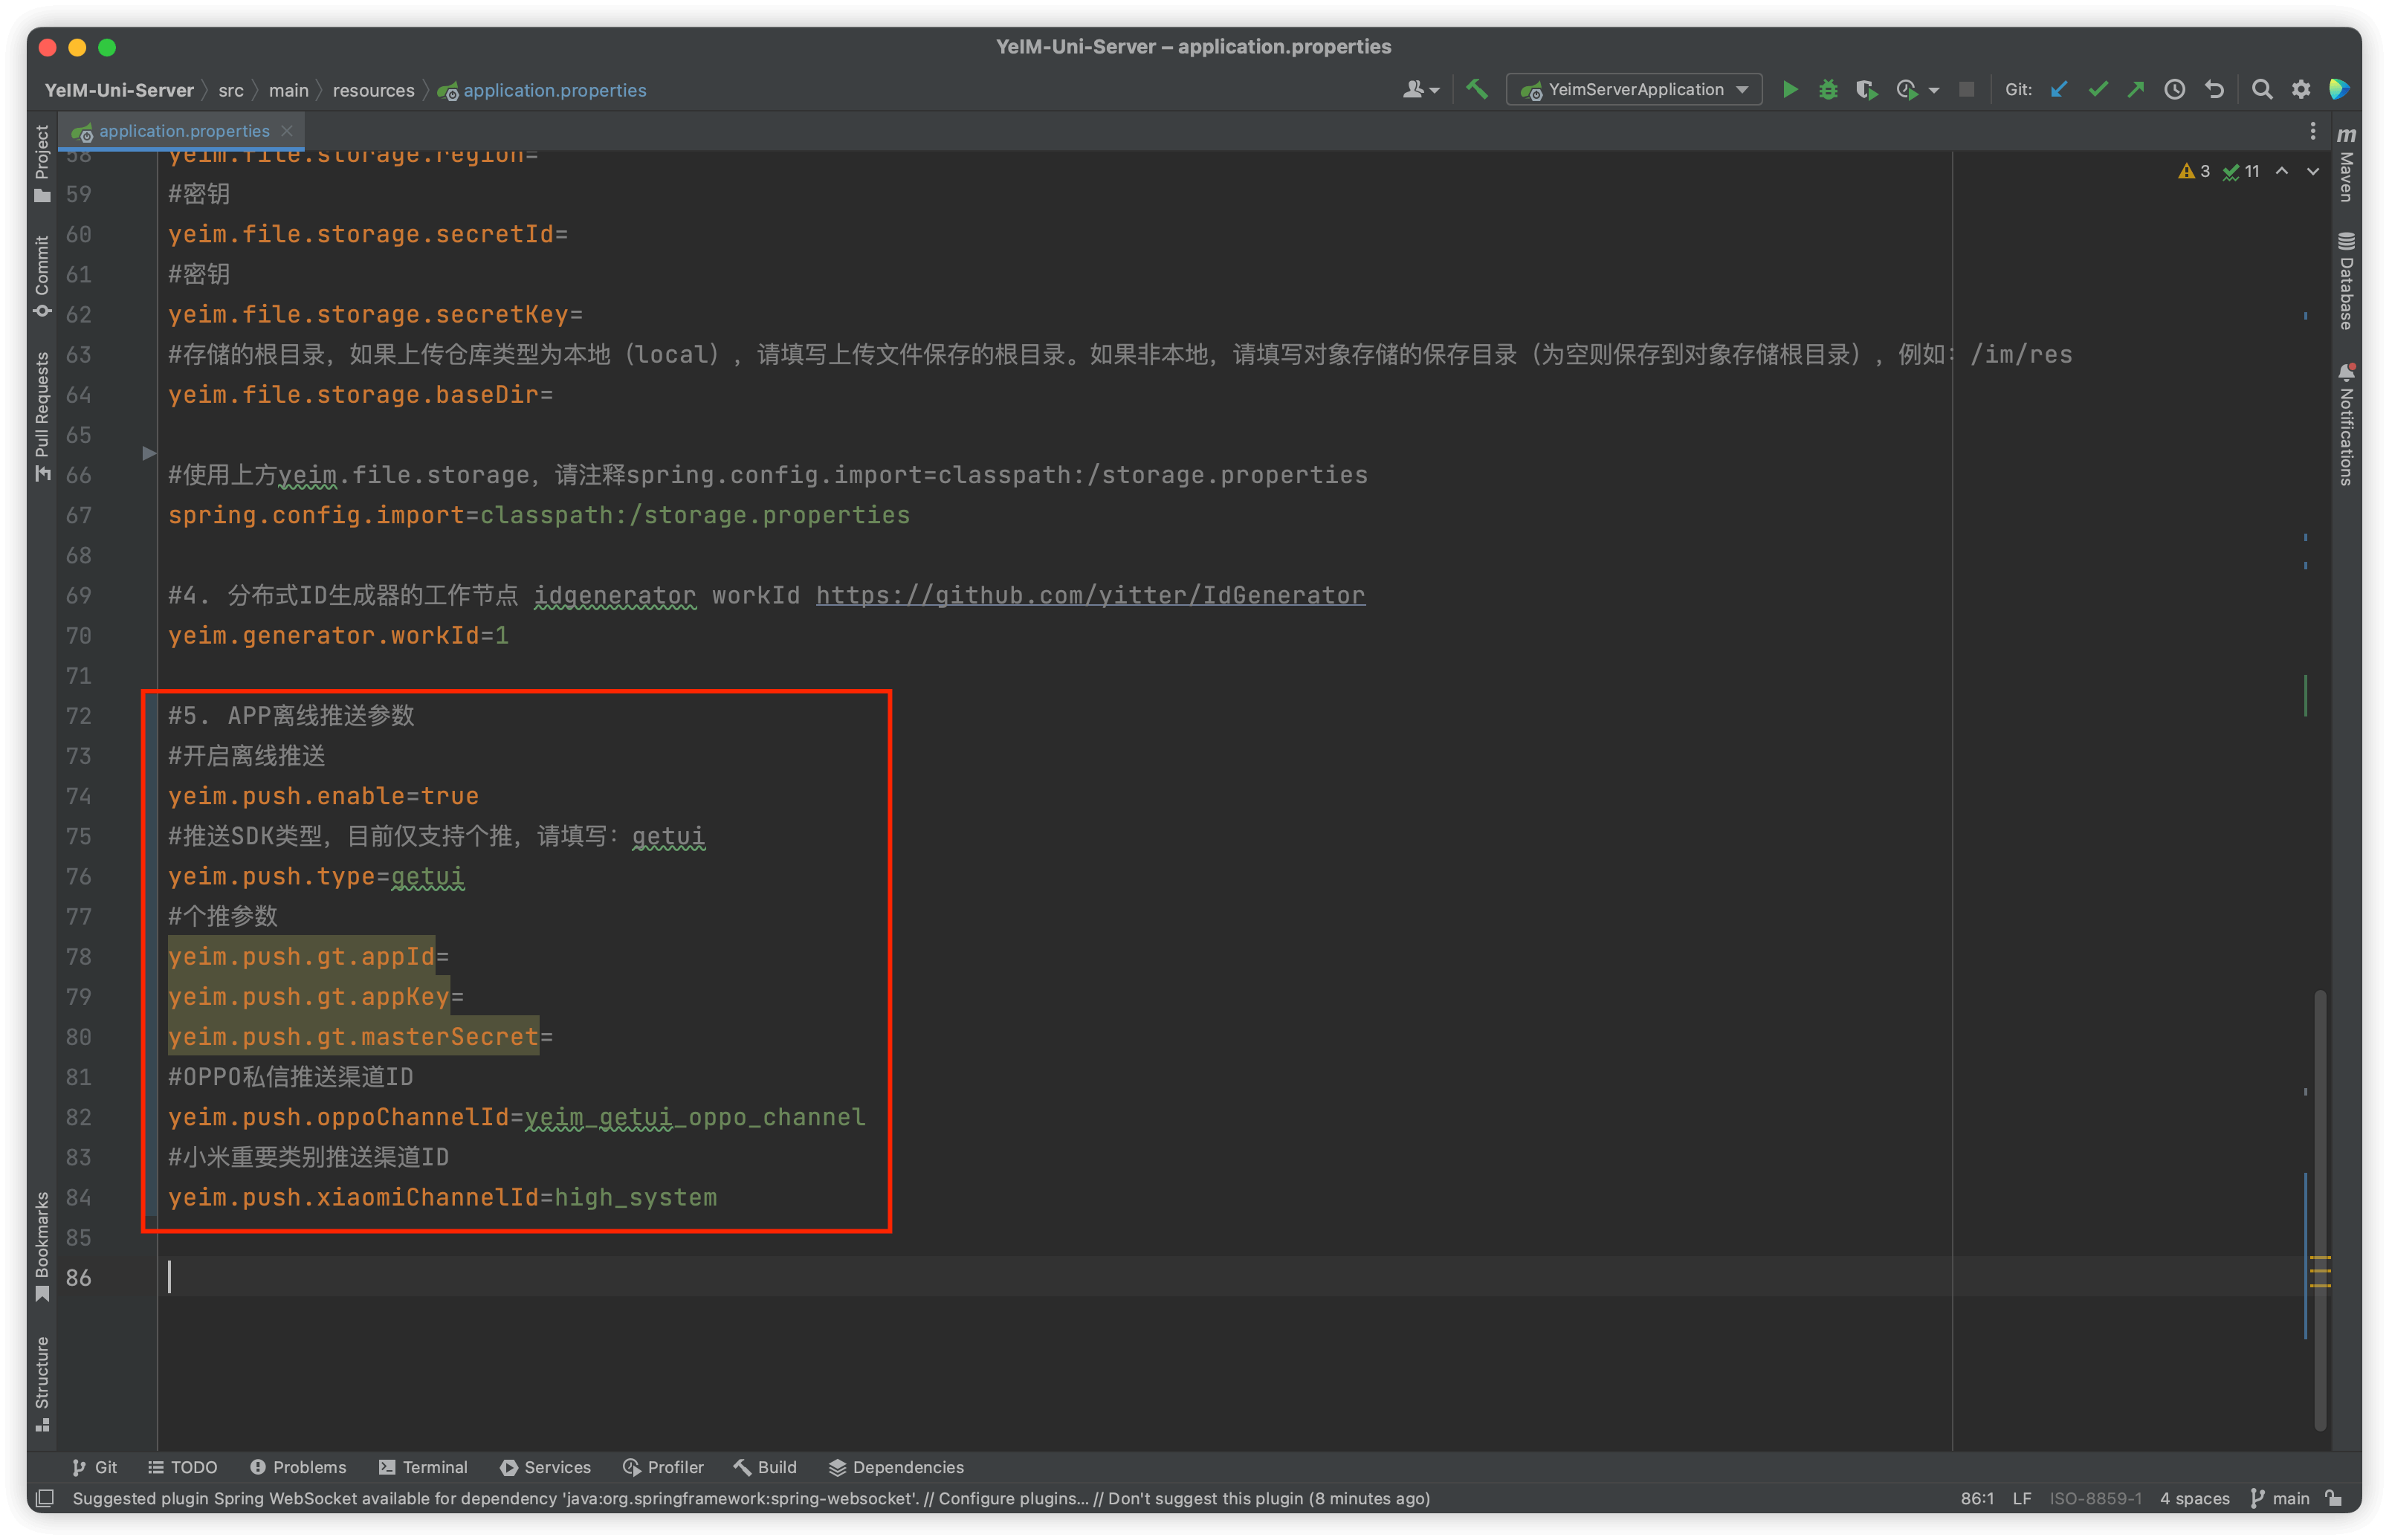 YeIM-Uni-Server – application.properties
YeIM-Uni-Server src main resources application.properties
YeimServerApplication
Git:
application.properties
3 11
Project
Commit
Pull Requests
Bookmarks
Structure
m
Maven
Database
Notifications
58 yeim.file.storage.region=
59 #密钥
60 yeim.file.storage.secretId=
61 #密钥
62 yeim.file.storage.secretKey=
63 #存储的根目录，如果上传仓库类型为本地（local），请填写上传文件保存的根目录。如果非本地，请填写对象存储的保存目录（为空则保存到对象存储根目录），例如：/im/res
64 yeim.file.storage.baseDir=
65
66 #使用上方yeim.file.storage，请注释spring.config.import=classpath:/storage.properties
67 spring.config.import=classpath:/storage.properties
68
69 #4. 分布式ID生成器的工作节点 idgenerator workId https://github.com/yitter/IdGenerator
70 yeim.generator.workId=1
71
72 #5. APP离线推送参数
73 #开启离线推送
74 yeim.push.enable=true
75 #推送SDK类型，目前仅支持个推，请填写：getui
76 yeim.push.type=getui
77 #个推参数
78 yeim.push.gt.appId=
79 yeim.push.gt.appKey=
80 yeim.push.gt.masterSecret=
81 #OPPO私信推送渠道ID
82 yeim.push.oppoChannelId=yeim_getui_oppo_channel
83 #小米重要类别推送渠道ID
84 yeim.push.xiaomiChannelId=high_system
85
86
Git TODO Problems Terminal Services Profiler Build Dependencies
Suggested plugin Spring WebSocket available for dependency 'java:org.springframework:spring-websocket'. // Configure plugins... // Don't suggest this plugin (8 minutes ago)
86:1 LF ISO-8859-1 4 spaces main